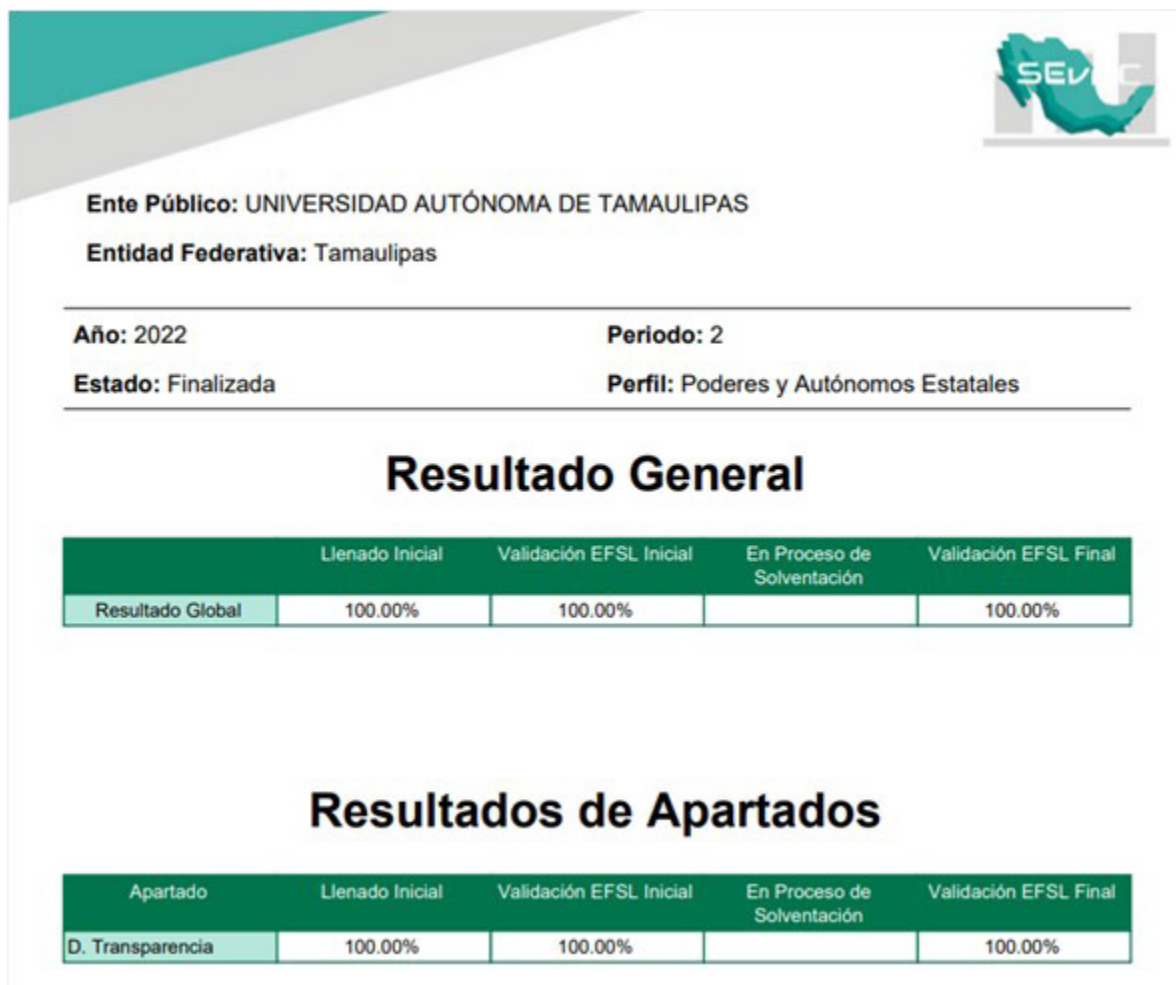 Ente Público: UNIVERSIDAD AUTÓNOMA DE TAMAULIPAS
Entidad Federativa: Tamaulipas
Año: 2022 Periodo: 2
Estado: Finalizada Perfil: Poderes y Autónomos Estatales
Resultado General
Llenado Inicial Validación EFSL Inicial En Proceso de Solventación Validación EFSL Final
Resultado Global 100.00% 100.00% 100.00%
Resultados de Apartados
Apartado Llenado Inicial Validación EFSL Inicial En Proceso de Solventación Validación EFSL Final
D. Transparencia 100.00% 100.00% 100.00%